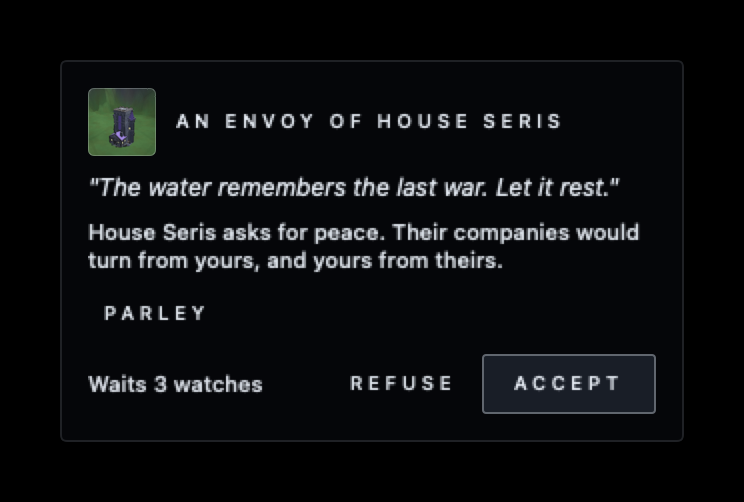 AN ENVOY OF HOUSE SERIS
"The water remembers the last war. Let it rest."
House Seris asks for peace. Their companies would
turn from yours, and yours from theirs.
PARLEY
Waits 3 watches
REFUSE
ACCEPT